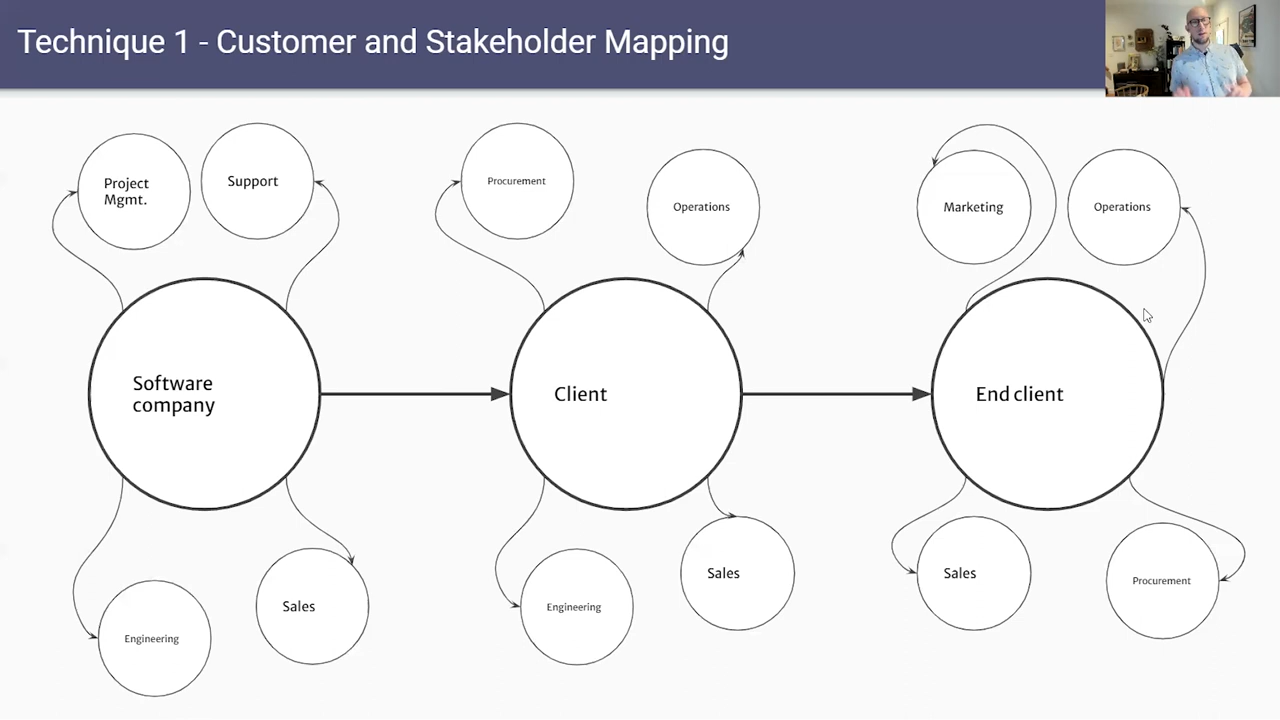 Technique 1 - Customer and Stakeholder Mapping
Project
Mgmt.
Support
Procurement
Operations
Marketing
Operations
Software
company
Client
End client
Engineering
Sales
Engineering
Sales
Sales
Procurement